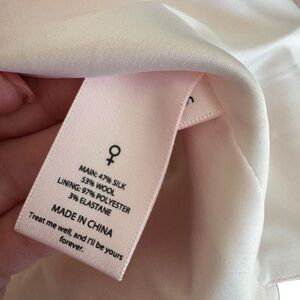 ♀
MAIN: 47% SILK
53% WOOL
LINING: 97% POLYESTER
3% ELASTANE
MADE IN CHINA
Treat me well, and I'll be yours
forever.